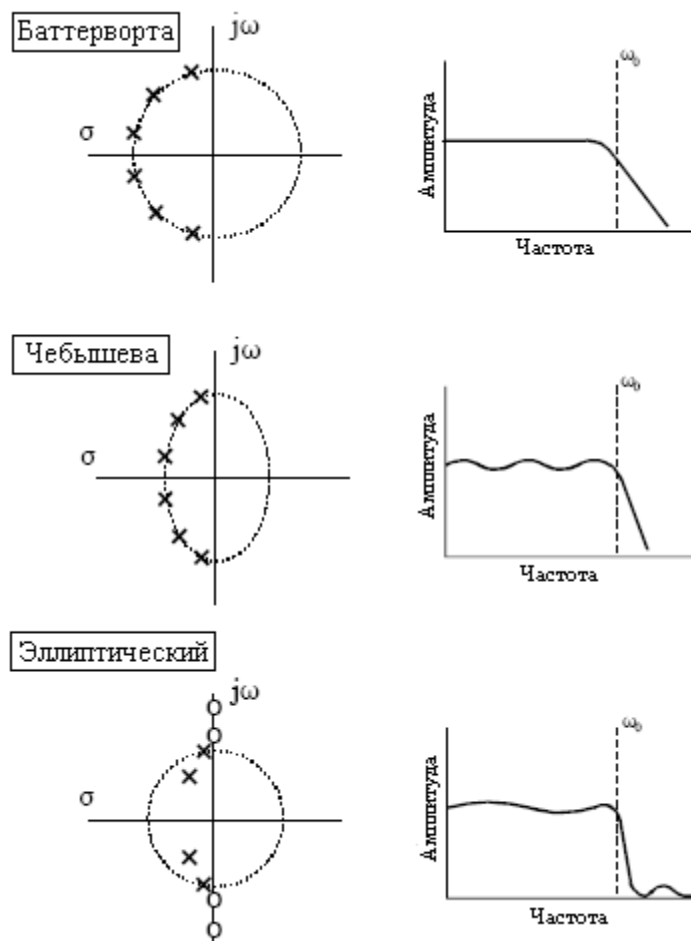 Баттерворта
jω
σ
ω₀
Амплитуда
Частота
Чебышева
jω
σ
ω₀
Амплитуда
Частота
Эллиптический
jω
σ
ω₀
Амплитуда
Частота